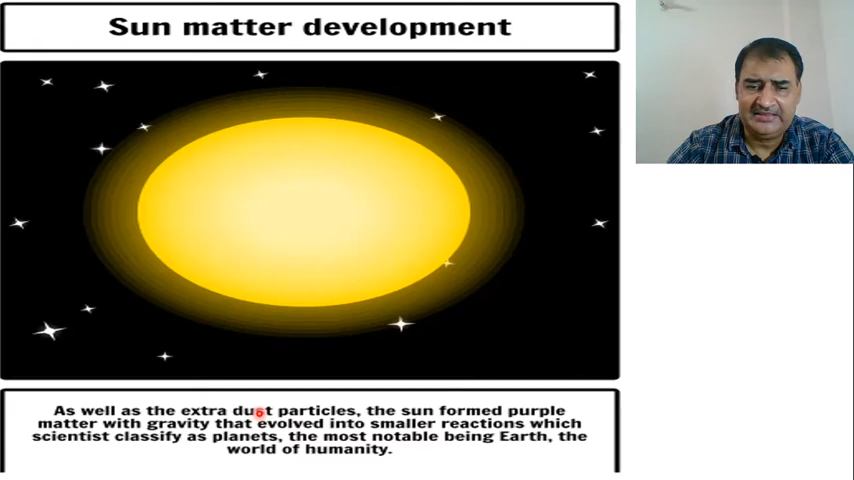 Sun matter development
As well as the extra dust particles, the sun formed purple
matter with gravity that evolved into smaller reactions which
scientist classify as planets, the most notable being Earth, the
world of humanity.